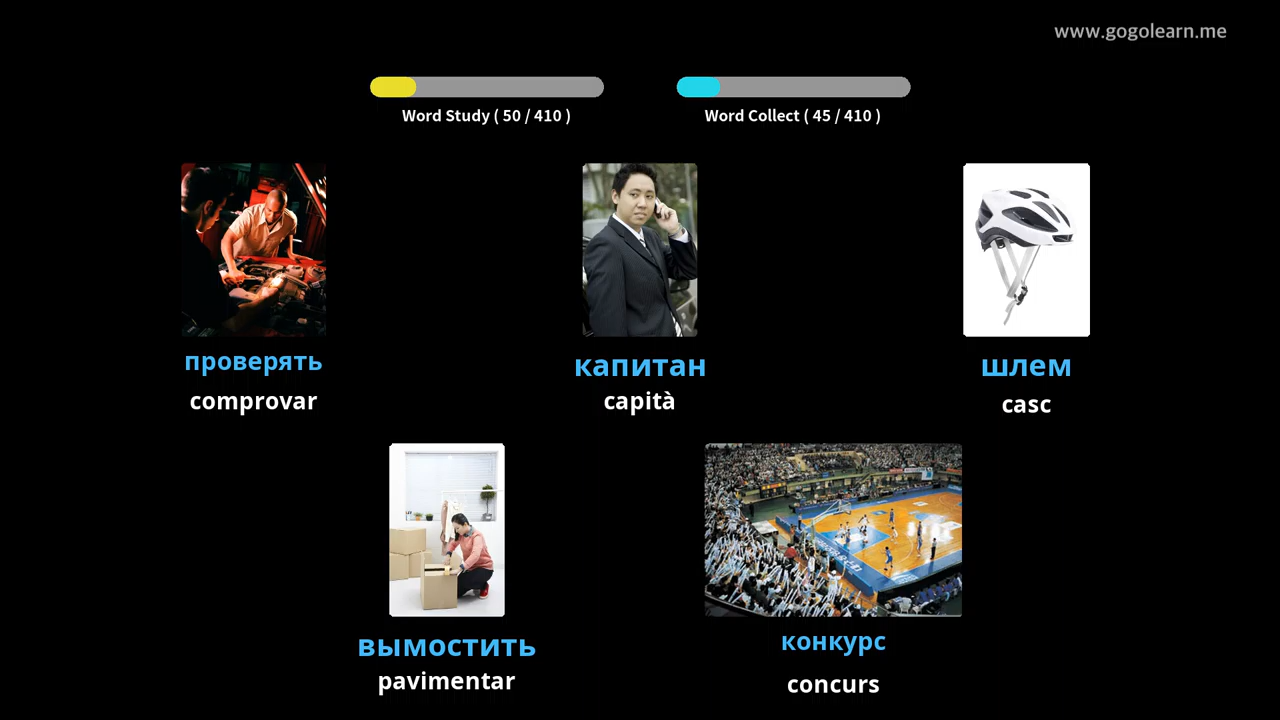 www.gogolearn.me
Word Study ( 50 / 410 )
Word Collect ( 45 / 410 )
проверять
comprovar
капитан
capità
шлем
casc
вымостить
pavimentar
конкурс
concurs